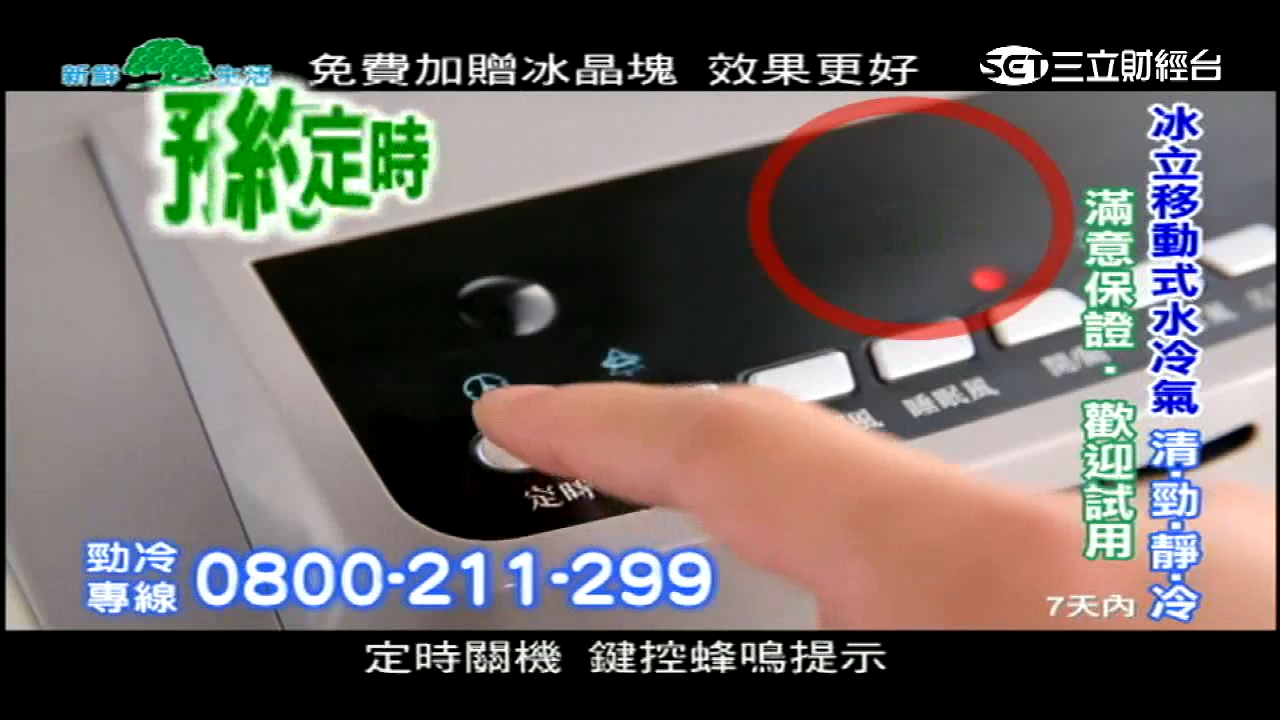 新鮮生活
免費加贈冰晶塊 效果更好
SET三立財經台
預約定時
冰立移動式水冷氣 清·勁·靜·冷
滿意保證·歡迎試用
7天內
睡眠風
風
定時
勁冷專線
0800-211-299
定時關機 鍵控蜂鳴提示